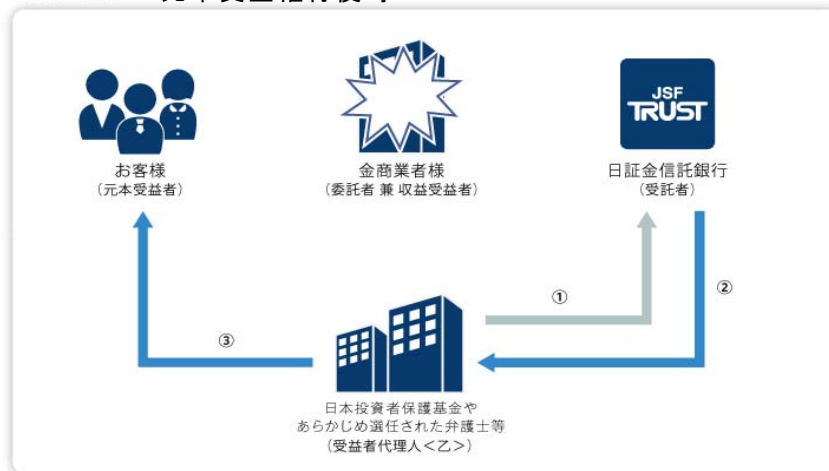 JSF
TRUST
お客様
（元本受益者）
金商業者様
（委託者 兼 収益受益者）
日証金信託銀行
（受託者）
①
②
③
日本投資者保護基金や
あらかじめ選任された弁護士等
（受益者代理人＜乙＞）